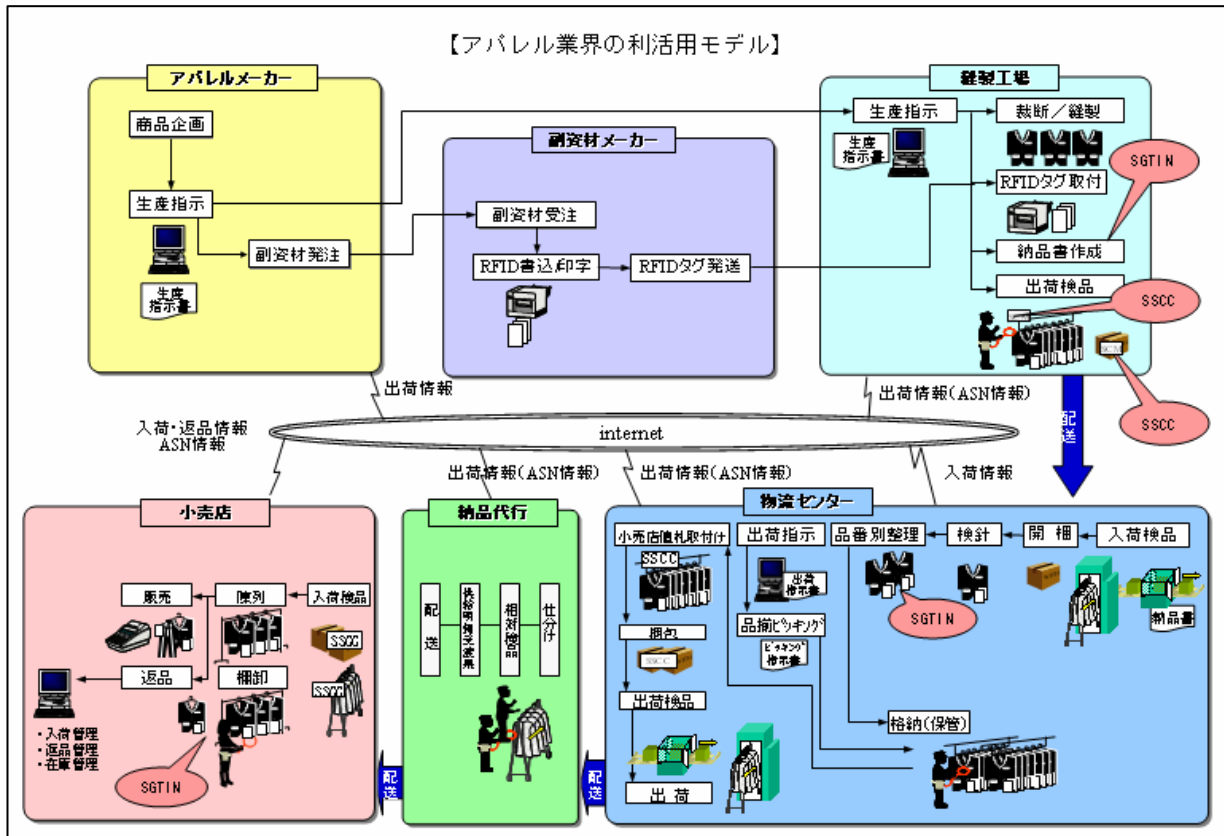 【アパレル業界の利活用モデル】
アパレルメーカー
商品企画
生産指示
副資材発注
生産
指示書
副資材メーカー
副資材受注
RFID書込/印字
RFIDタグ発送
縫製工場
生産指示
生産
指示書
裁断／縫製
SGTIN
RFIDタグ取付
納品書作成
出荷検品
SSCC
SCM
SSCC
配送
出荷情報
出荷情報(ASN情報)
入荷・返品情報
ASN情報
internet
出荷情報(ASN情報)
出荷情報(ASN情報)
入荷情報
小売店
販売
陳列
入荷検品
SSCC
返品
棚卸
SSCC
・入荷管理
・返品管理
・在庫管理
SGTIN
配送
納品代行
配送
相対検品
仕分け
配送
物流センター
小売店値札取付け
SSCC
梱包
SSCC
出荷検品
出荷
出荷指示
出荷
指示書
品揃ピッキング
ピッキング
指示書
品番別整理
検針
開梱
入荷検品
納品書
SGTIN
格納(保管)